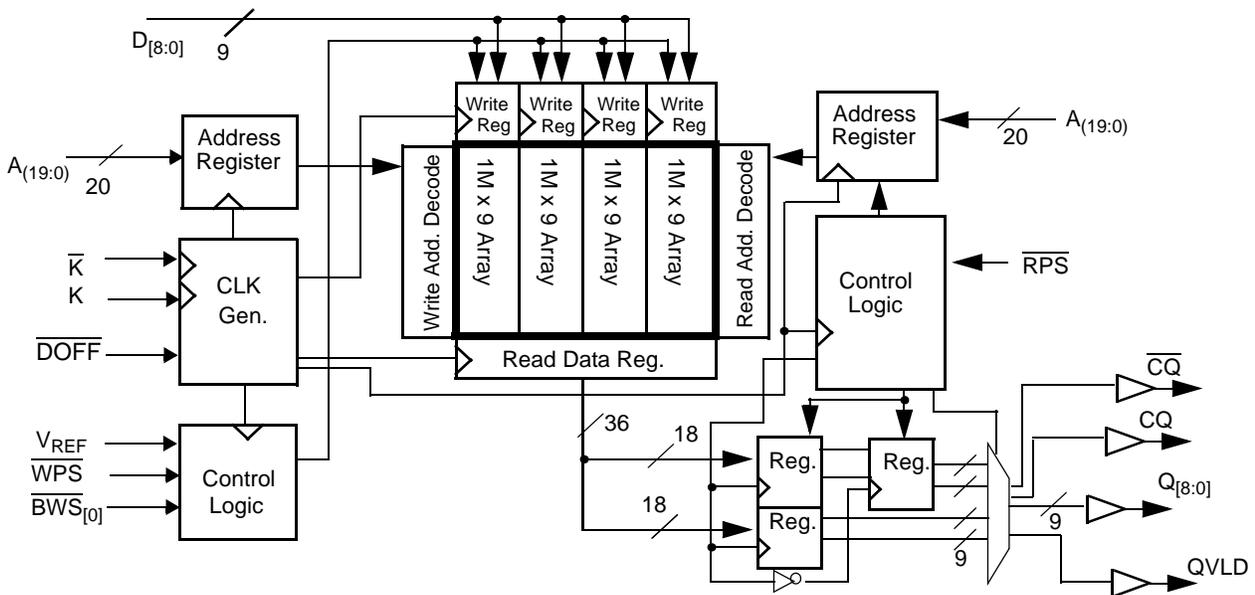 D[8:0]
9
Write
Reg
Write
Reg
Write
Reg
Write
Reg
Address
Register
A(19:0)
20
Address
Register
A(19:0)
20
Write Add. Decode
1M x 9 Array
1M x 9 Array
1M x 9 Array
1M x 9 Array
Read Add. Decode
K
K
DOFF
CLK
Gen.
Control
Logic
RPS
Read Data Reg.
VREF
WPS
BWS[0]
Control
Logic
36
18
18
Reg.
Reg.
Reg.
9
9
CQ
CQ
Q[8:0]
QVLD